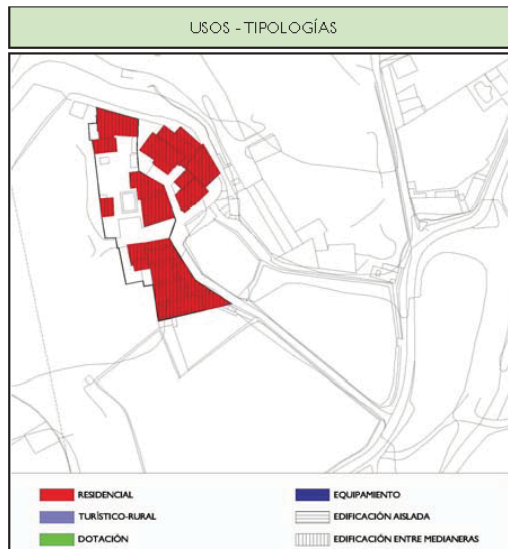 USOS - TIPOLOGÍAS
RESIDENCIAL
TURÍSTICO-RURAL
DOTACIÓN
EQUIPAMIENTO
EDIFICACIÓN AISLADA
EDIFICACIÓN ENTRE MEDIANERAS